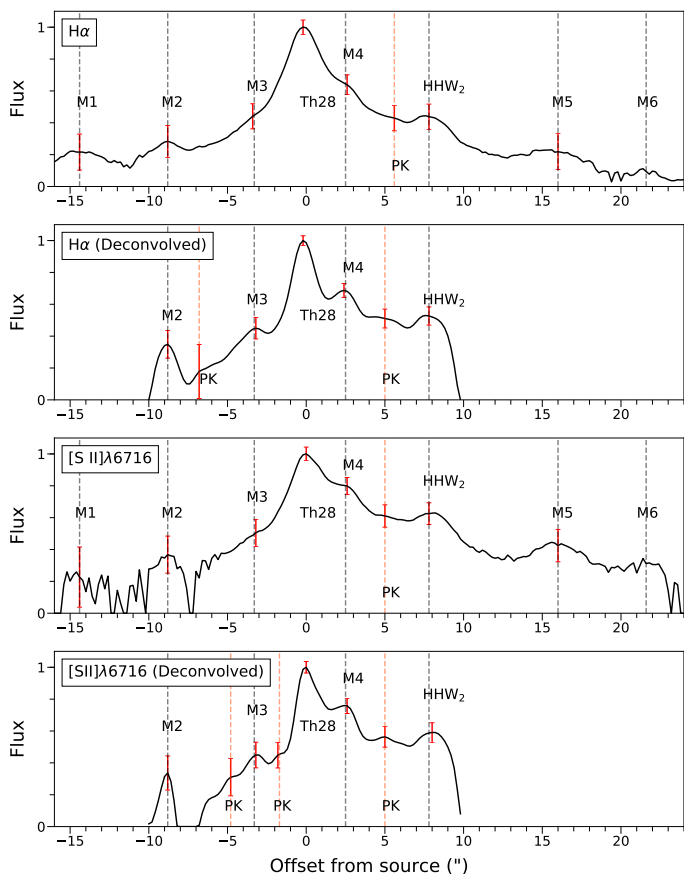 Hα
M1
M2
M3
Th28
M4
PK
HHW₂
M5
M6
Flux
1
0
−15 −10 −5 0 5 10 15 20
Hα (Deconvolved)
M2
PK
M3
Th28
M4
PK
HHW₂
Flux
1
0
−15 −10 −5 0 5 10 15 20
[S II]λ6716
M1
M2
M3
Th28
M4
PK
HHW₂
M5
M6
Flux
1
0
−15 −10 −5 0 5 10 15 20
[SII]λ6716 (Deconvolved)
M2
PK
M3
PK
Th28
M4
PK
HHW₂
Flux
1
0
−15 −10 −5 0 5 10 15 20
Offset from source (")